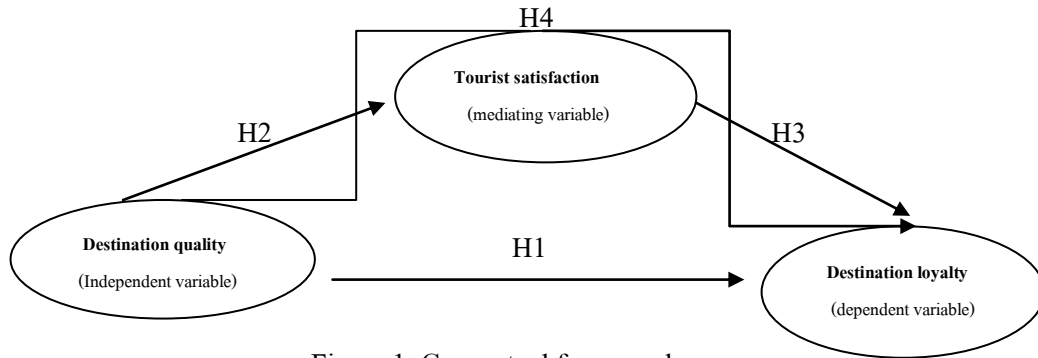 H4
Tourist satisfaction
(mediating variable)
H2
H3
Destination quality
(Independent variable)
H1
Destination loyalty
(dependent variable)
Figure 1. Conceptual